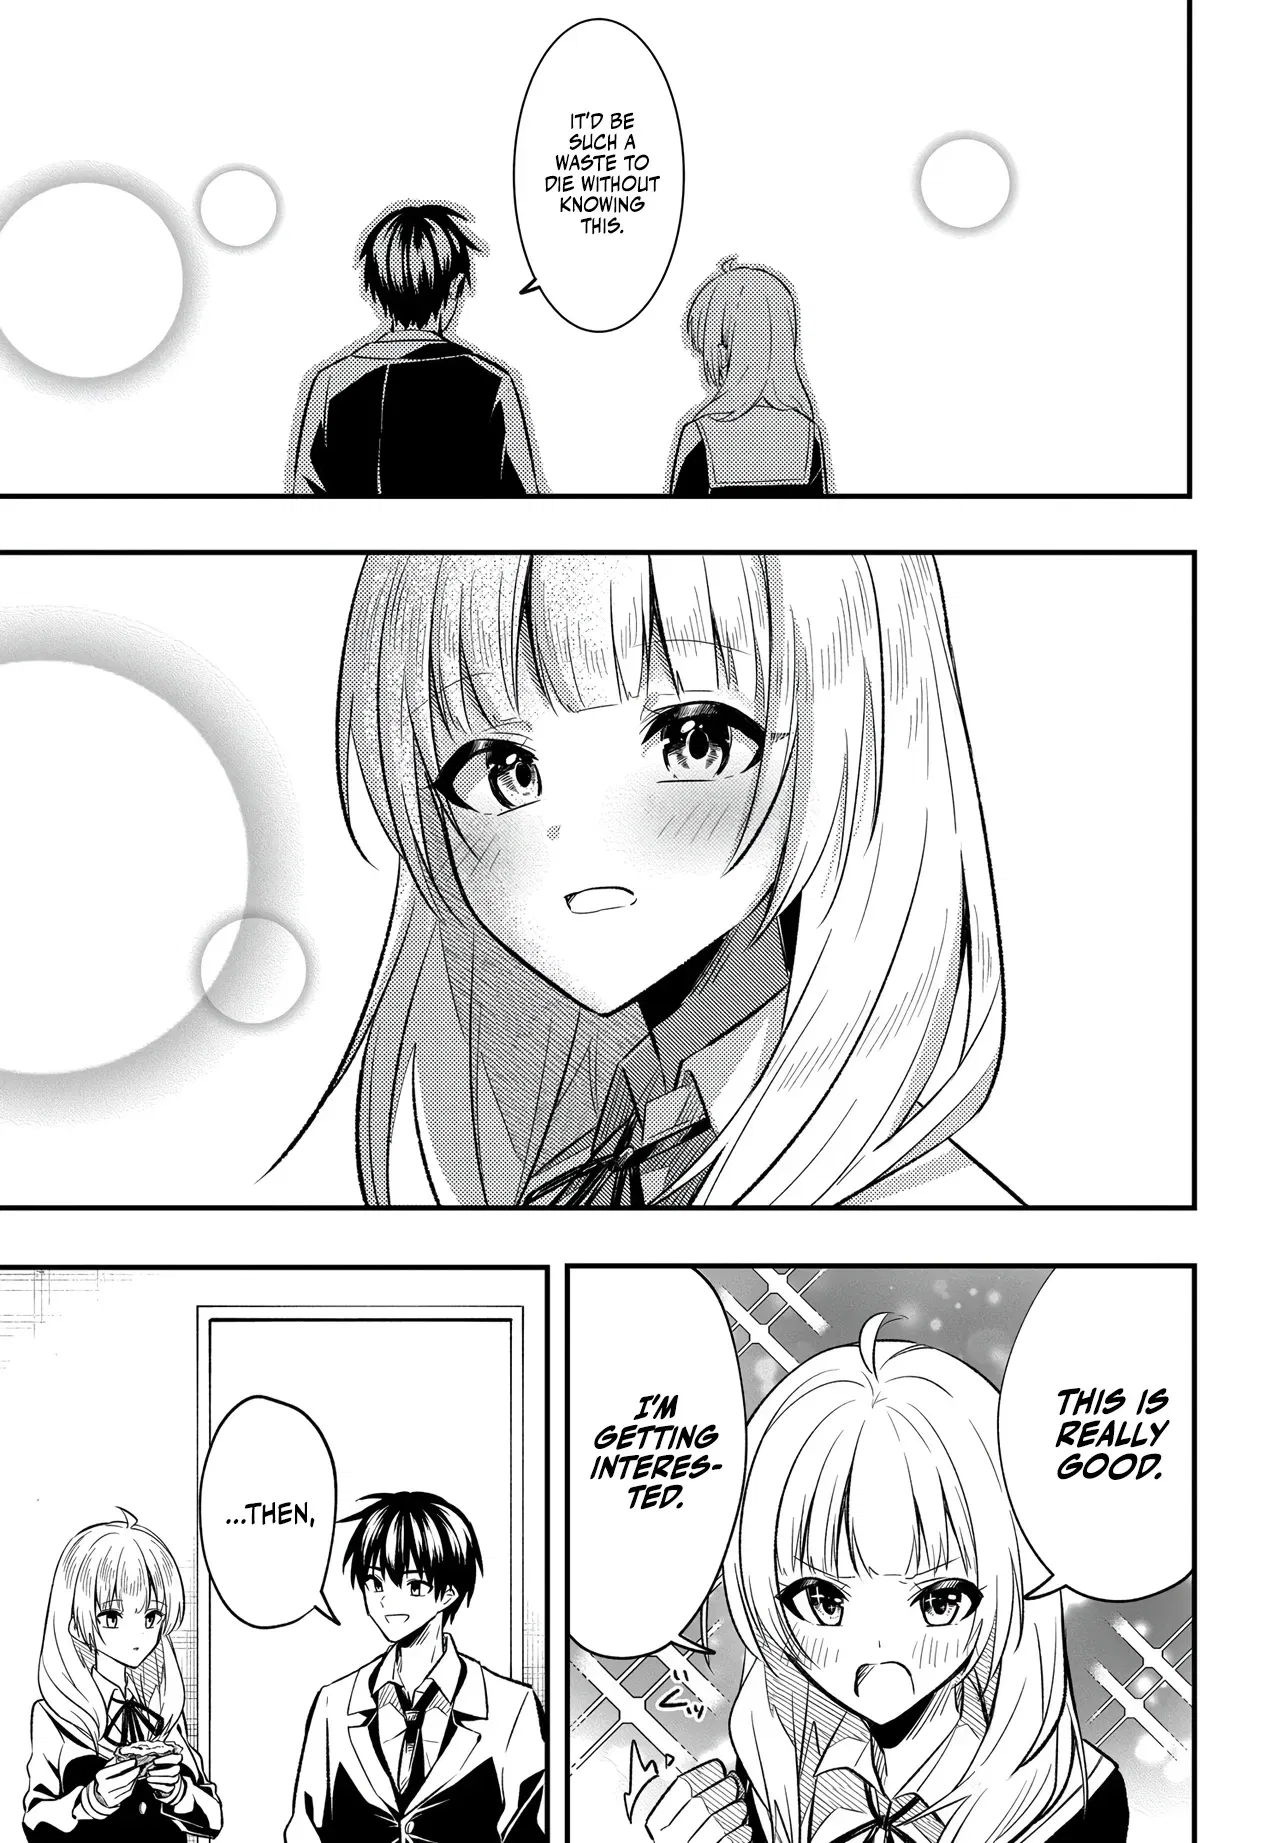 IT'D BE
SUCH A
WASTE TO
DIE WITHOUT
KNOWING
THIS.
THIS IS
REALLY
GOOD.
I'M
GETTING
INTERES-
TED.
...THEN,